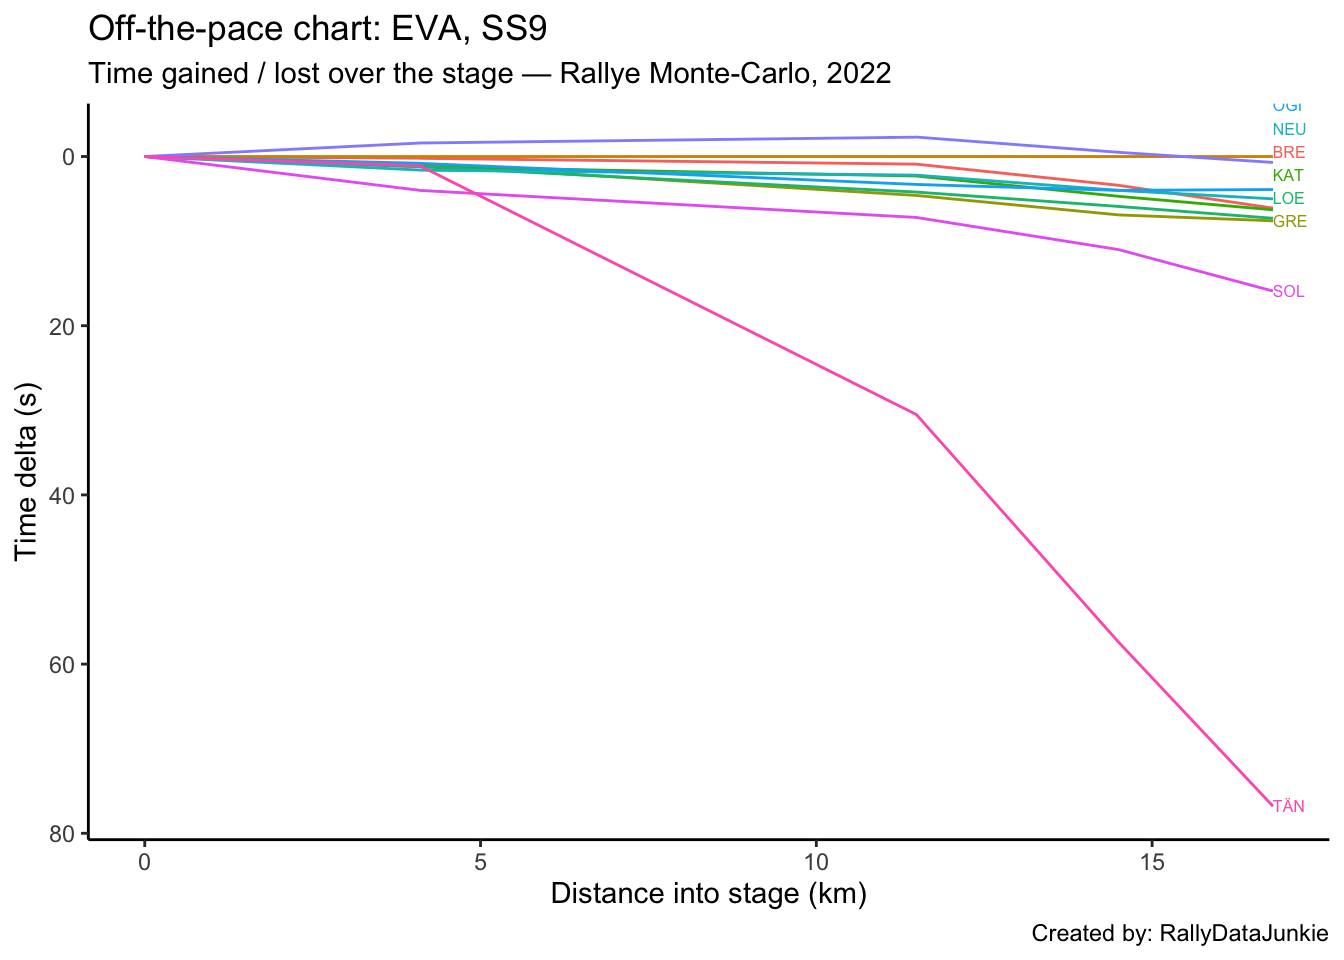 Off-the-pace chart: EVA, SS9
Time gained / lost over the stage — Rallye Monte-Carlo, 2022
OGI
NEU
BRE
KAT
LOE
GRE
SOL
TÄN
0
20
40
60
80
Time delta (s)
0 5 10 15
Distance into stage (km)
Created by: RallyDataJunkie